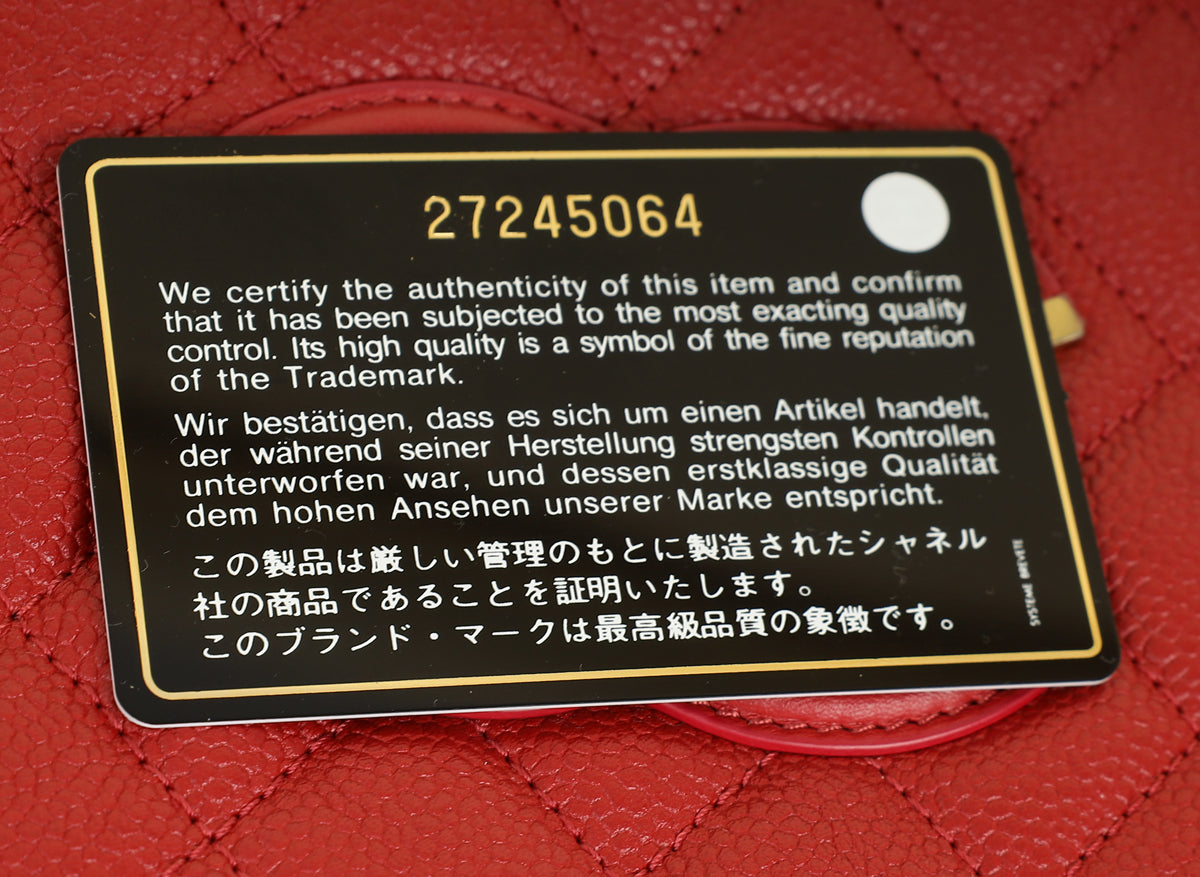 27245064
We certify the authenticity of this item and confirm
that it has been subjected to the most exacting quality
control. Its high quality is a symbol of the fine reputation
of the Trademark.
Wir bestätigen, dass es sich um einen Artikel handelt,
der während seiner Herstellung strengsten Kontrollen
unterworfen war, und dessen erstklassige Qualität
dem hohen Ansehen unserer Marke entspricht.
この製品は厳しい管理のもとに製造されたシャネル
社の商品であることを証明いたします。
このブランド・マークは最高級品質の象徴です。
SYSTEME BREVETE